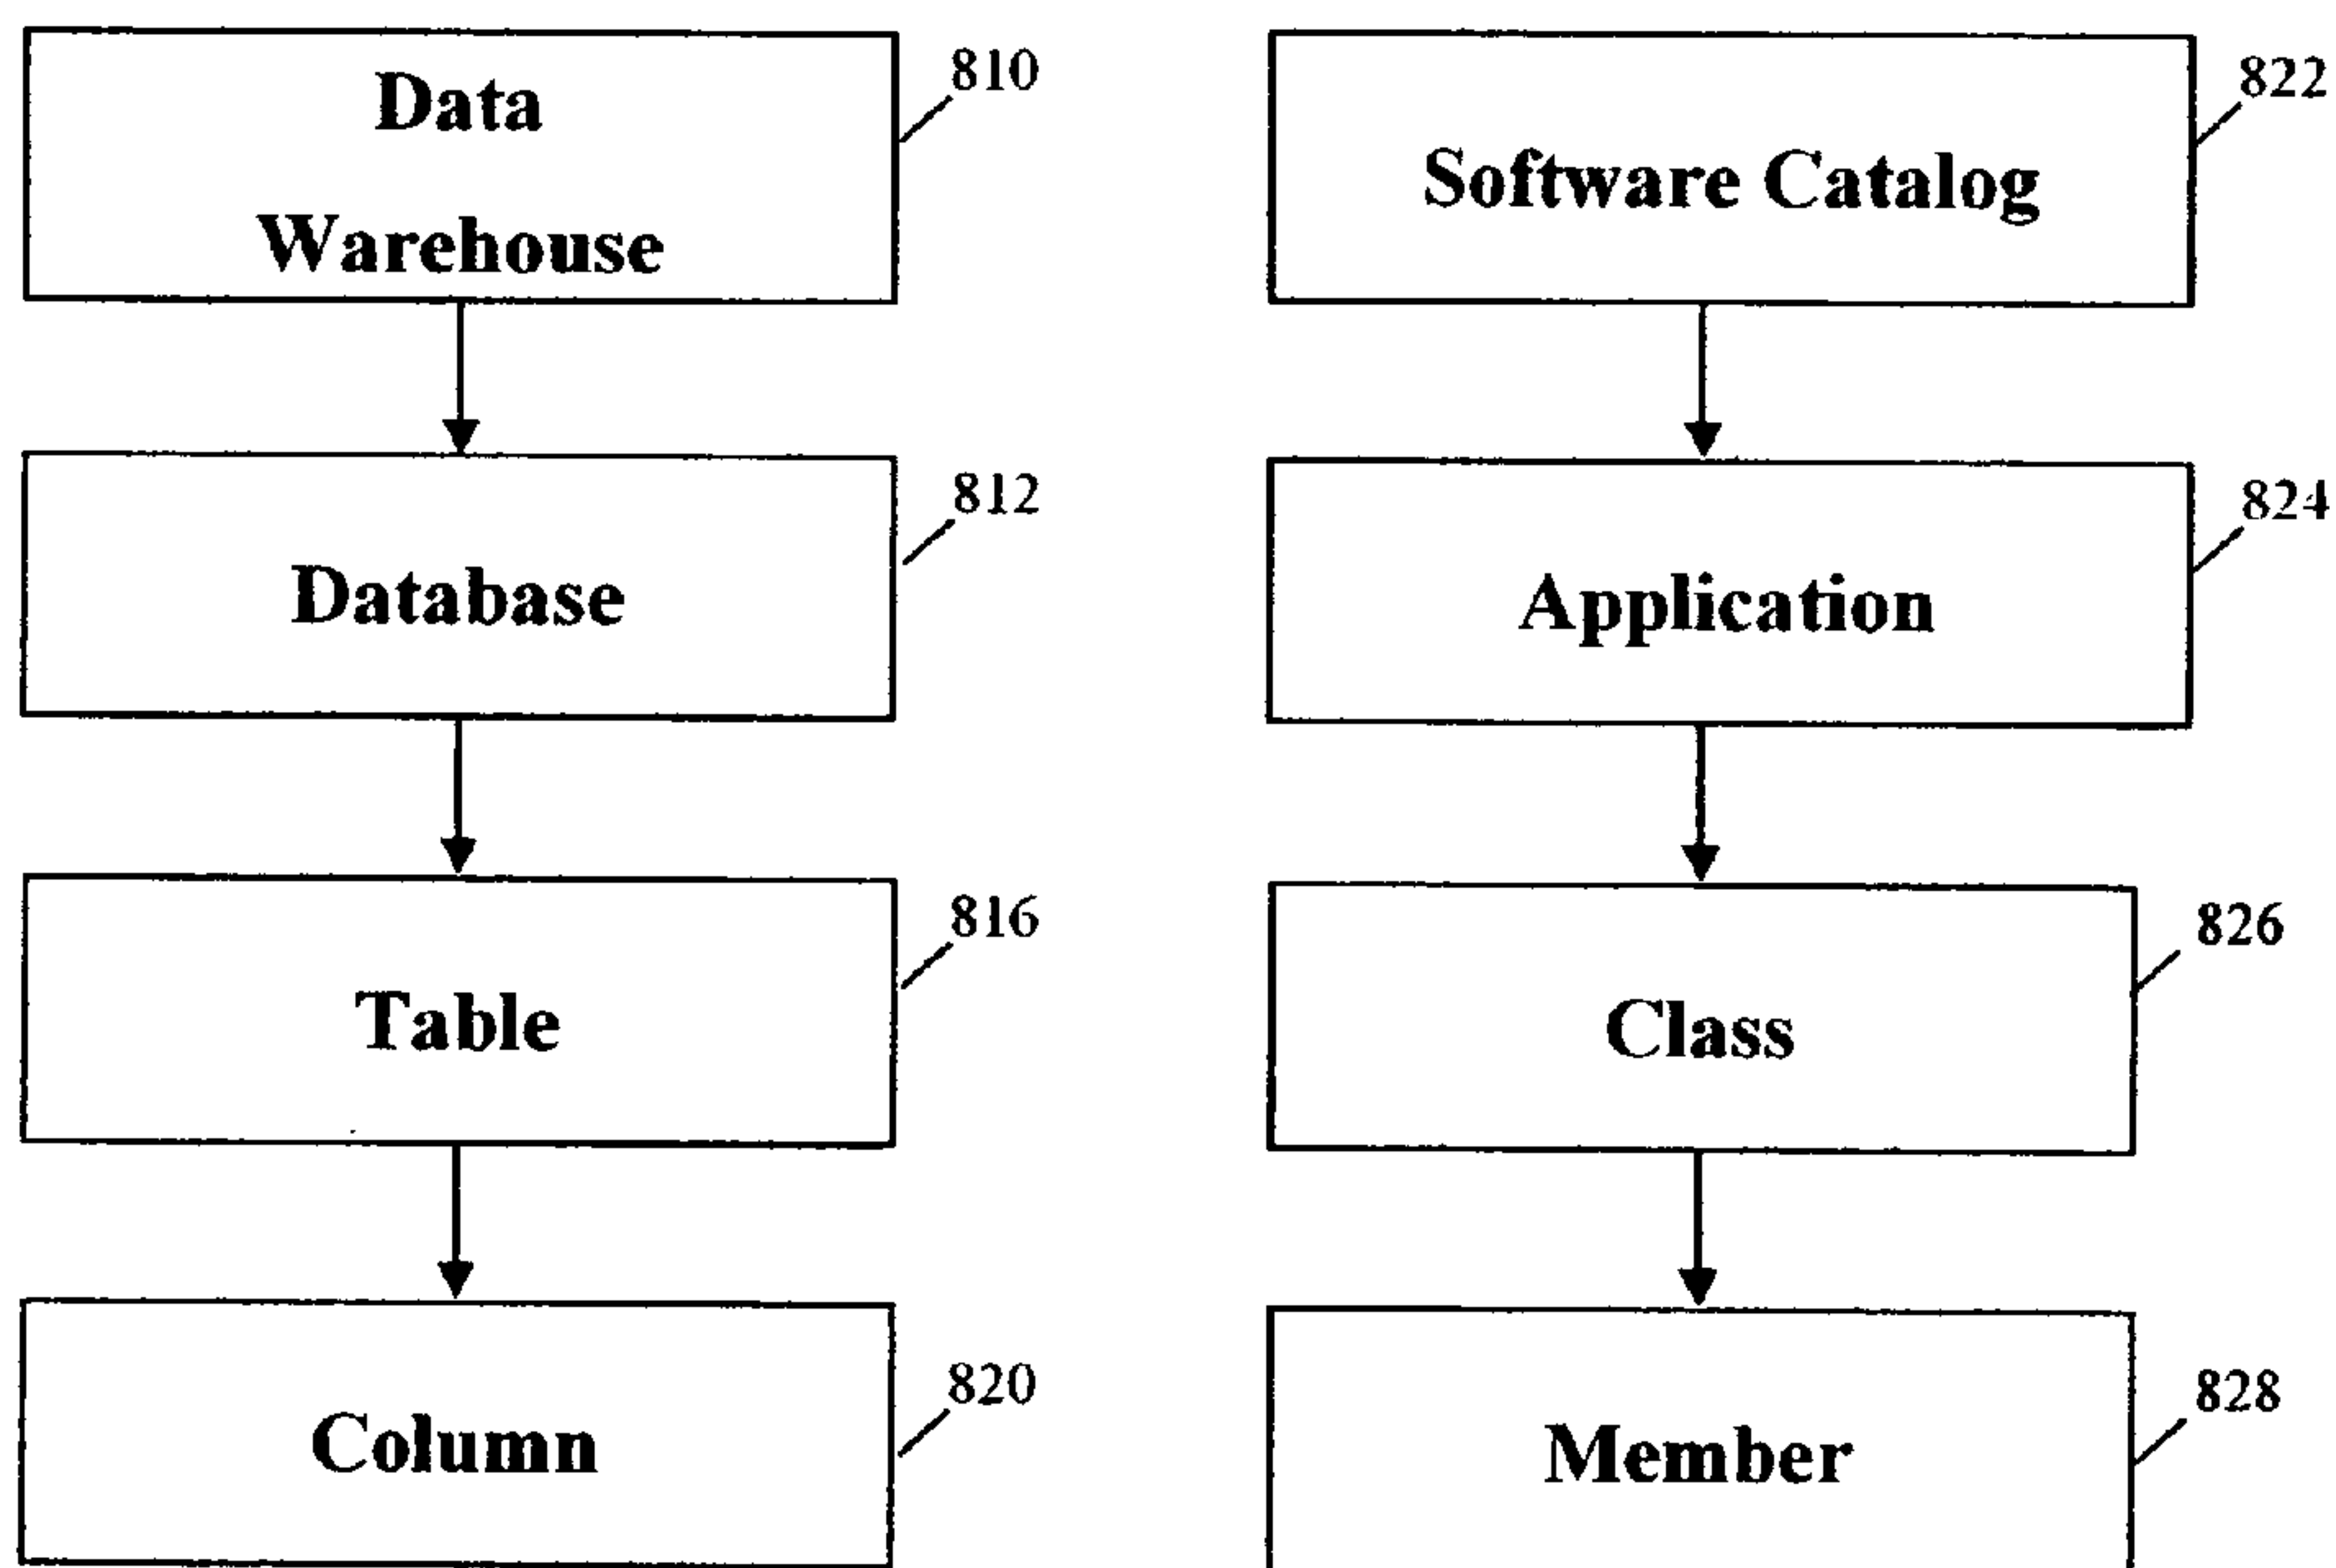 Data
Warehouse
810
Database
812
Table
816
Column
820
Software Catalog
822
Application
824
Class
826
Member
828